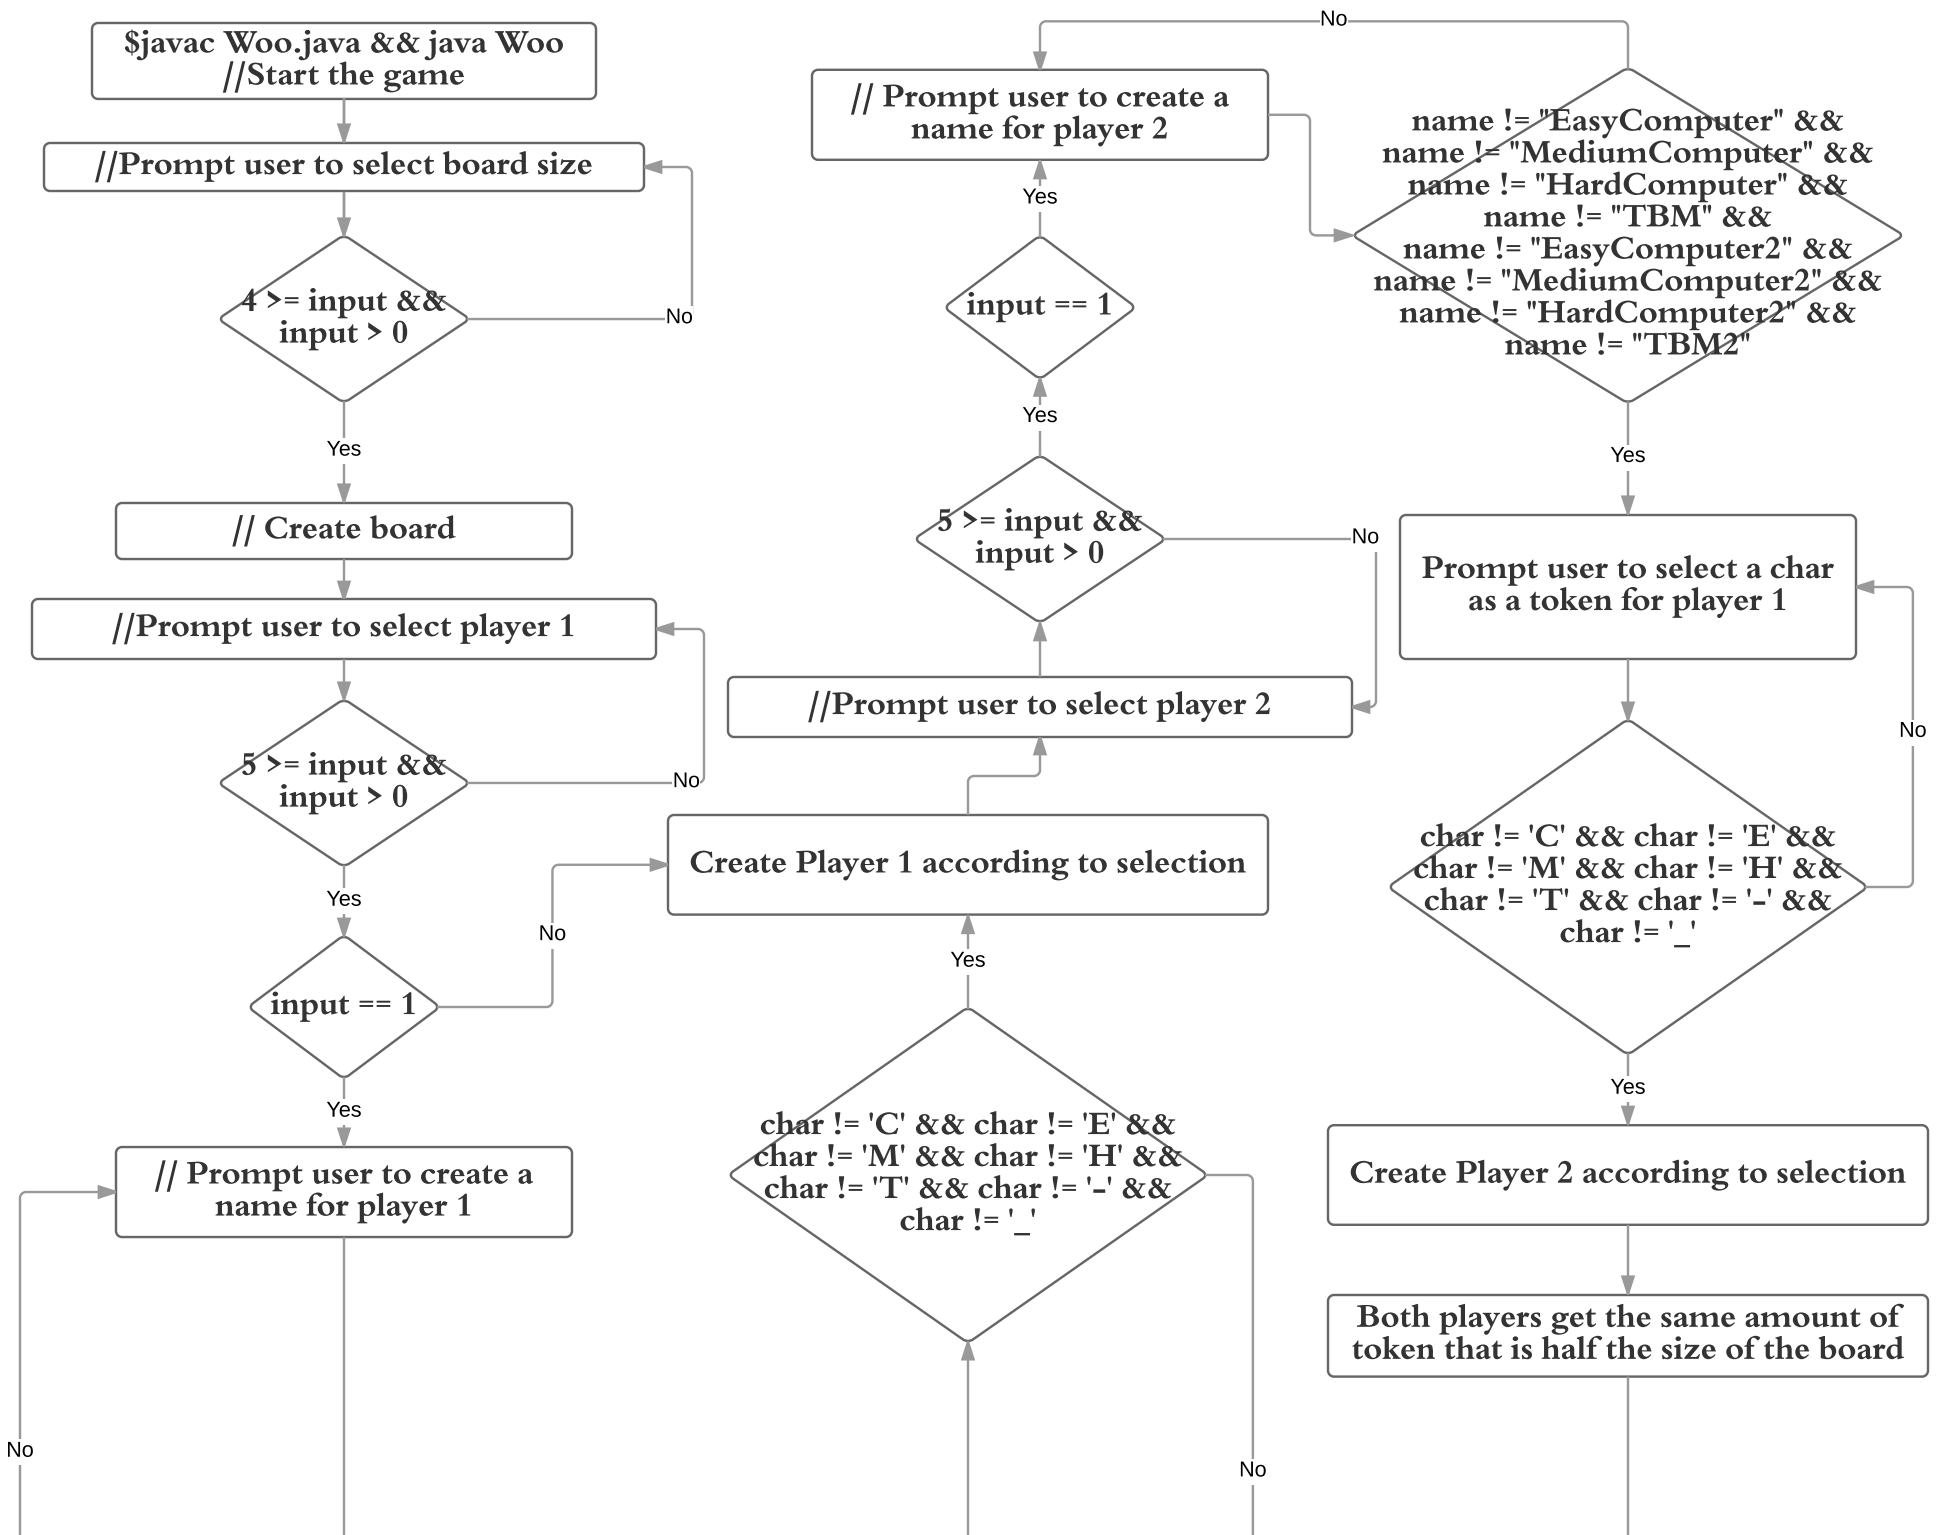 $javac Woo.java && java Woo
//Start the game
//Prompt user to select board size
4 >= input &&
input > 0
No
Yes
// Create board
//Prompt user to select player 1
5 >= input &&
input > 0
No
Yes
input == 1
No
Yes
// Prompt user to create a
name for player 1
No
char != 'C' && char != 'E' &&
char != 'M' && char != 'H' &&
char != 'T' && char != '-' &&
char != '_'
No
Yes
Create Player 1 according to selection
//Prompt user to select player 2
5 >= input &&
input > 0
No
Yes
input == 1
Yes
// Prompt user to create a
name for player 2
No
name != "EasyComputer" &&
name != "MediumComputer" &&
name != "HardComputer" &&
name != "TBM" &&
name != "EasyComputer2" &&
name != "MediumComputer2" &&
name != "HardComputer2" &&
name != "TBM2"
Yes
Prompt user to select a char
as a token for player 1
No
char != 'C' && char != 'E' &&
char != 'M' && char != 'H' &&
char != 'T' && char != '-' &&
char != '_'
Yes
Create Player 2 according to selection
Both players get the same amount of
token that is half the size of the board